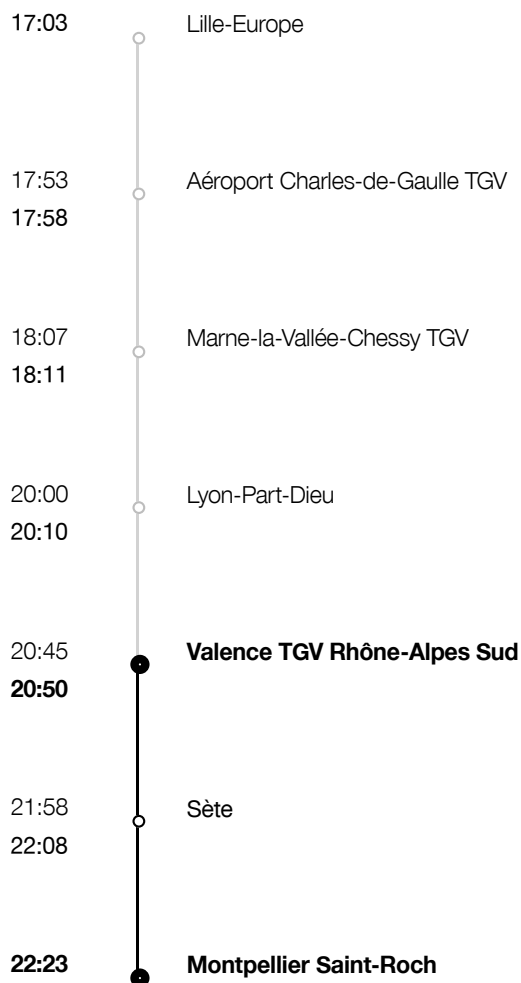 17:03 Lille-Europe
17:53 Aéroport Charles-de-Gaulle TGV
17:58
18:07 Marne-la-Vallée-Chessy TGV
18:11
20:00 Lyon-Part-Dieu
20:10
20:45 Valence TGV Rhône-Alpes Sud
20:50
21:58 Sète
22:08
22:23 Montpellier Saint-Roch